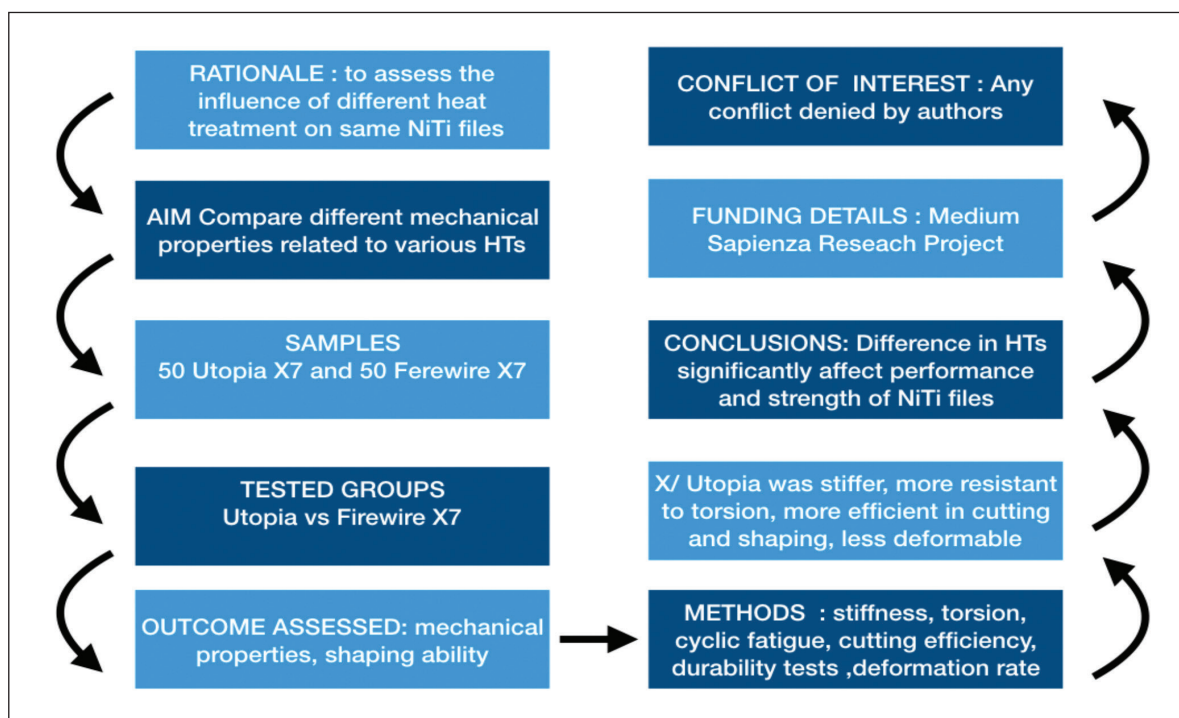 RATIONALE : to assess the
influence of different heat
treatment on same NiTi files
AIM Compare different mechanical
properties related to various HTs
SAMPLES
50 Utopia X7 and 50 Ferewire X7
TESTED GROUPS
Utopia vs Firewire X7
OUTCOME ASSESSED: mechanical
properties, shaping ability
METHODS : stiffness, torsion,
cyclic fatigue, cutting efficiency,
durability tests ,deformation rate
X/ Utopia was stiffer, more resistant
to torsion, more efficient in cutting
and shaping, less deformable
CONCLUSIONS: Difference in HTs
significantly affect performance
and strength of NiTi files
FUNDING DETAILS : Medium
Sapienza Reseach Project
CONFLICT OF INTEREST : Any
conflict denied by authors